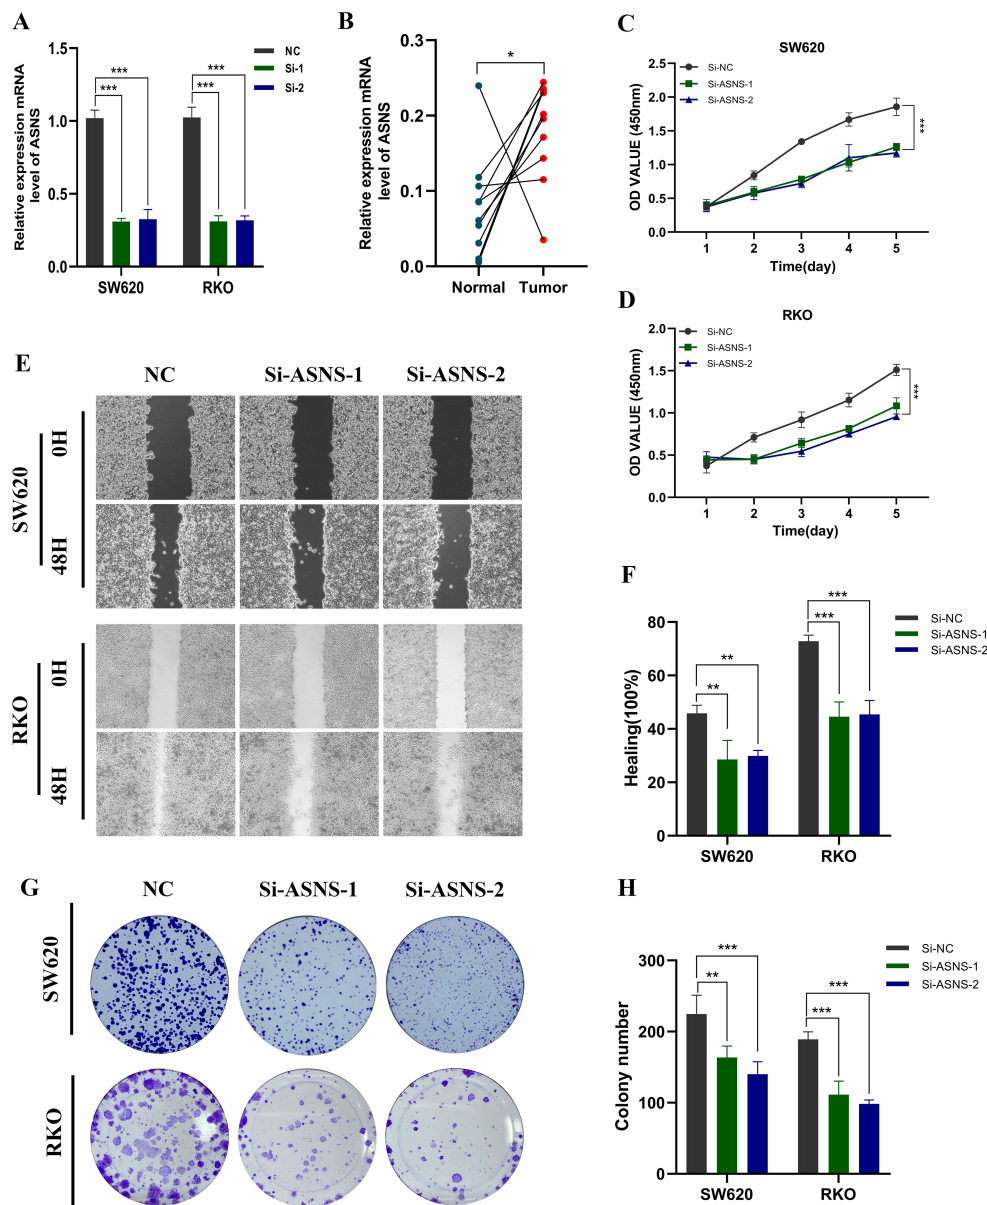 A
Relative expression mRNA
level of ASNS
1.5
1.0
0.5
0.0
***
***
***
***
SW620
RKO
NC
Si-1
Si-2
B
Relative expression mRNA
level of ASNS
0.3
0.2
0.1
0.0
*
Normal
Tumor
C
SW620
Si-NC
Si-ASNS-1
Si-ASNS-2
OD VALUE (450nm)
2.5
2.0
1.5
1.0
0.5
0.0
***
1
2
3
4
5
Time(day)
D
RKO
Si-NC
Si-ASNS-1
Si-ASNS-2
OD VALUE (450nm)
2.0
1.5
1.0
0.5
0.0
***
1
2
3
4
5
Time(day)
E
NC
Si-ASNS-1
Si-ASNS-2
SW620
0H
48H
RKO
0H
48H
F
Si-NC
Si-ASNS-1
Si-ASNS-2
Healing(100%)
80
60
40
20
0
**
**
***
***
SW620
RKO
G
NC
Si-ASNS-1
Si-ASNS-2
SW620
RKO
H
Si-NC
Si-ASNS-1
Si-ASNS-2
Colony number
300
200
100
0
***
**
***
***
SW620
RKO